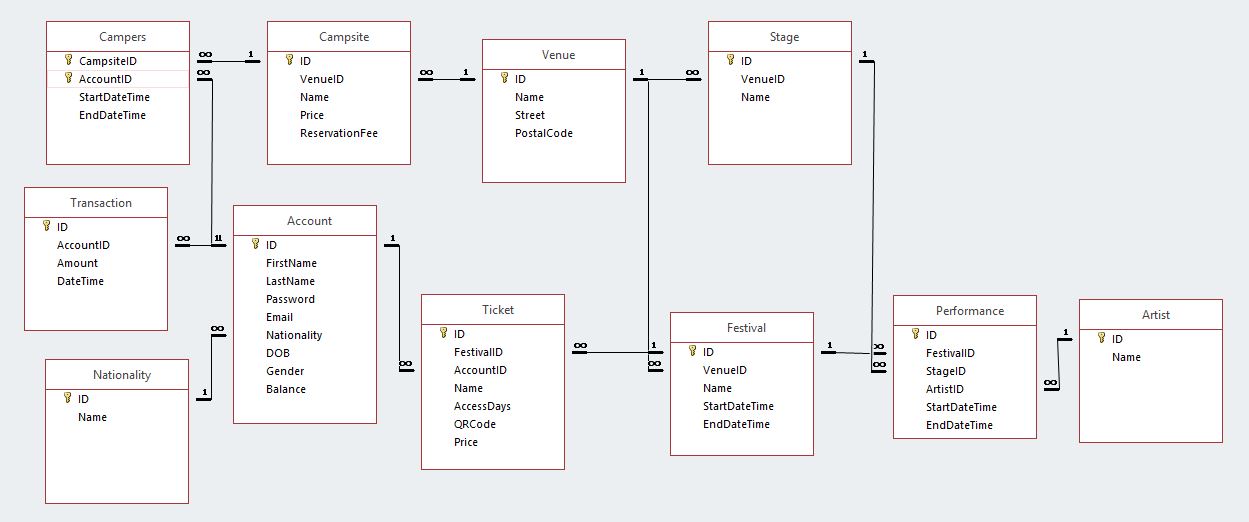 Campers
CampsiteID
AccountID
StartDateTime
EndDateTime
∞ 1
∞
Campsite
ID
VenueID
Name
Price
ReservationFee
∞ 1
Venue
ID
Name
Street
PostalCode
1 ∞
Stage
ID
VenueID
Name
1
Transaction
ID
AccountID
Amount
DateTime
∞ 11
Account
ID
FirstName
LastName
Password
Email
Nationality
DOB
Gender
Balance
1
∞
Nationality
ID
Name
1
∞
Ticket
ID
FestivalID
AccountID
Name
AccessDays
QRCode
Price
∞ 1
∞
Festival
ID
VenueID
Name
StartDateTime
EndDateTime
1 ∞
∞
Performance
ID
FestivalID
StageID
ArtistID
StartDateTime
EndDateTime
1
∞
Artist
ID
Name